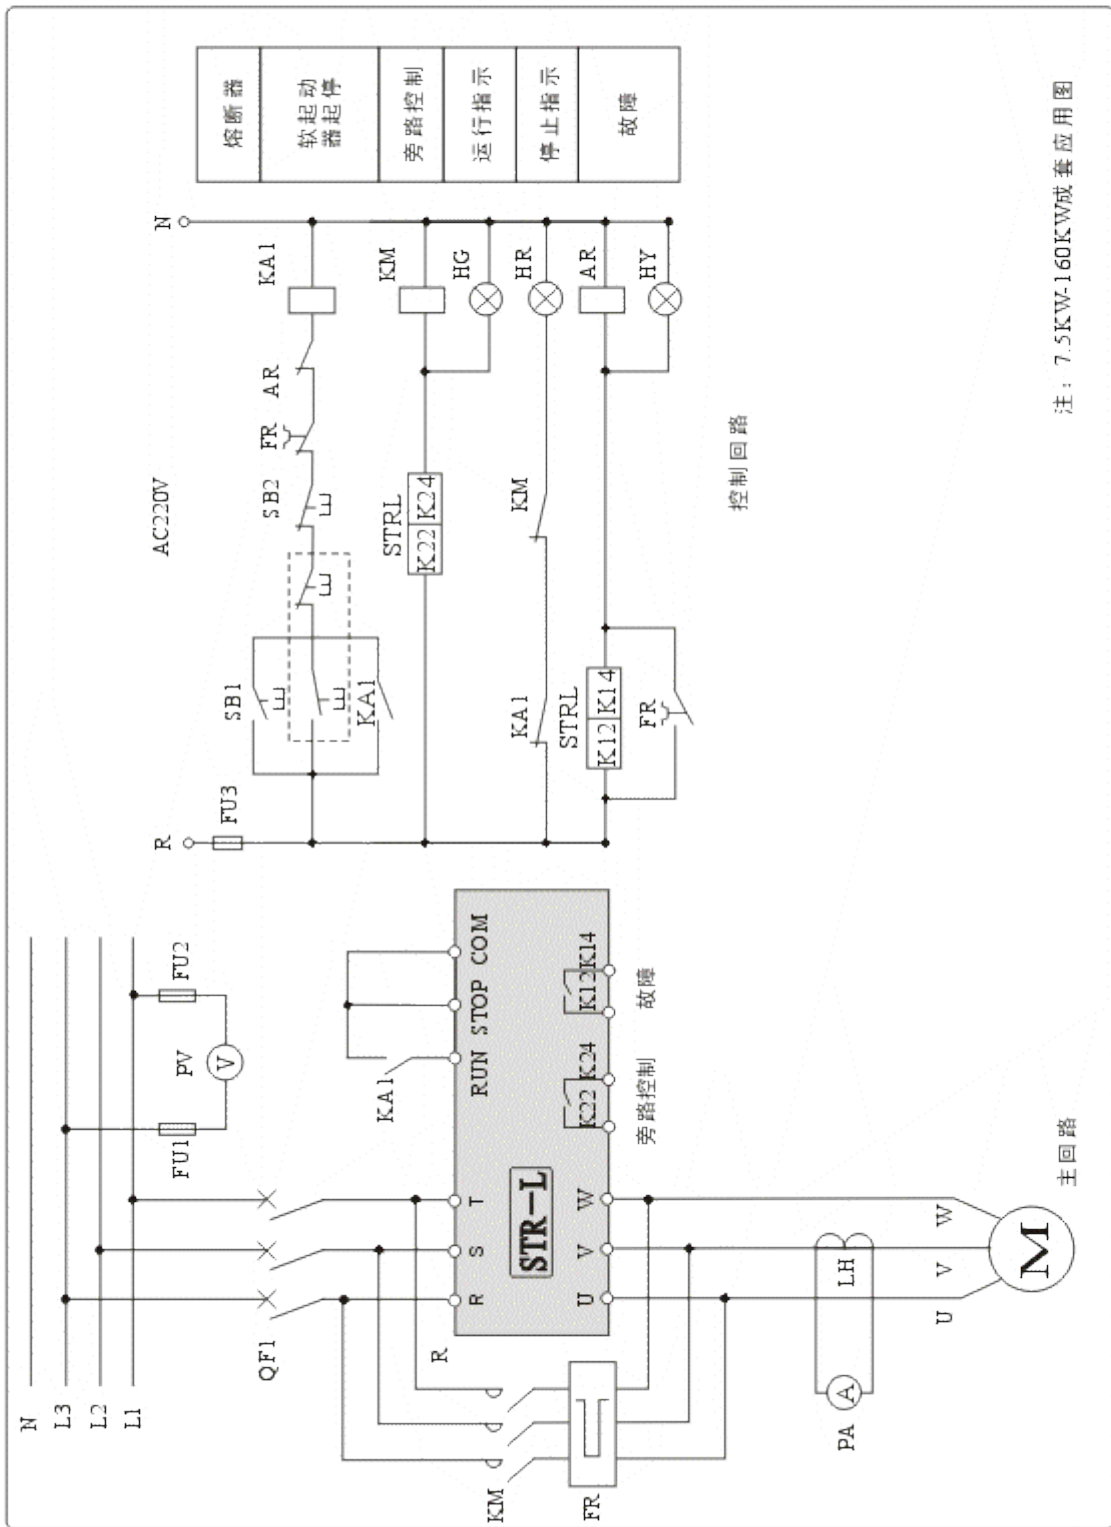 熔断器
软起动
器起停
旁路控制
运行指示
停止指示
故障
N
KA1
KM
HG
HR
AR
HY
AR
FR
SB2
AC220V
STRL
K22 K24
KM
SB1
KA1
KA1
STRL
K12 K14
FR
R
FU3
控制回路
注：7.5KW-160KW成套应用图
N
L3
L2
L1
FU1
PV
V
FU2
QF1
KA1
RUN STOP COM
R
R S T
STR-L
U V W
K22 K24
K12 K14
旁路控制
故障
KM
FR
PA
A
LH
U V W
M
主回路